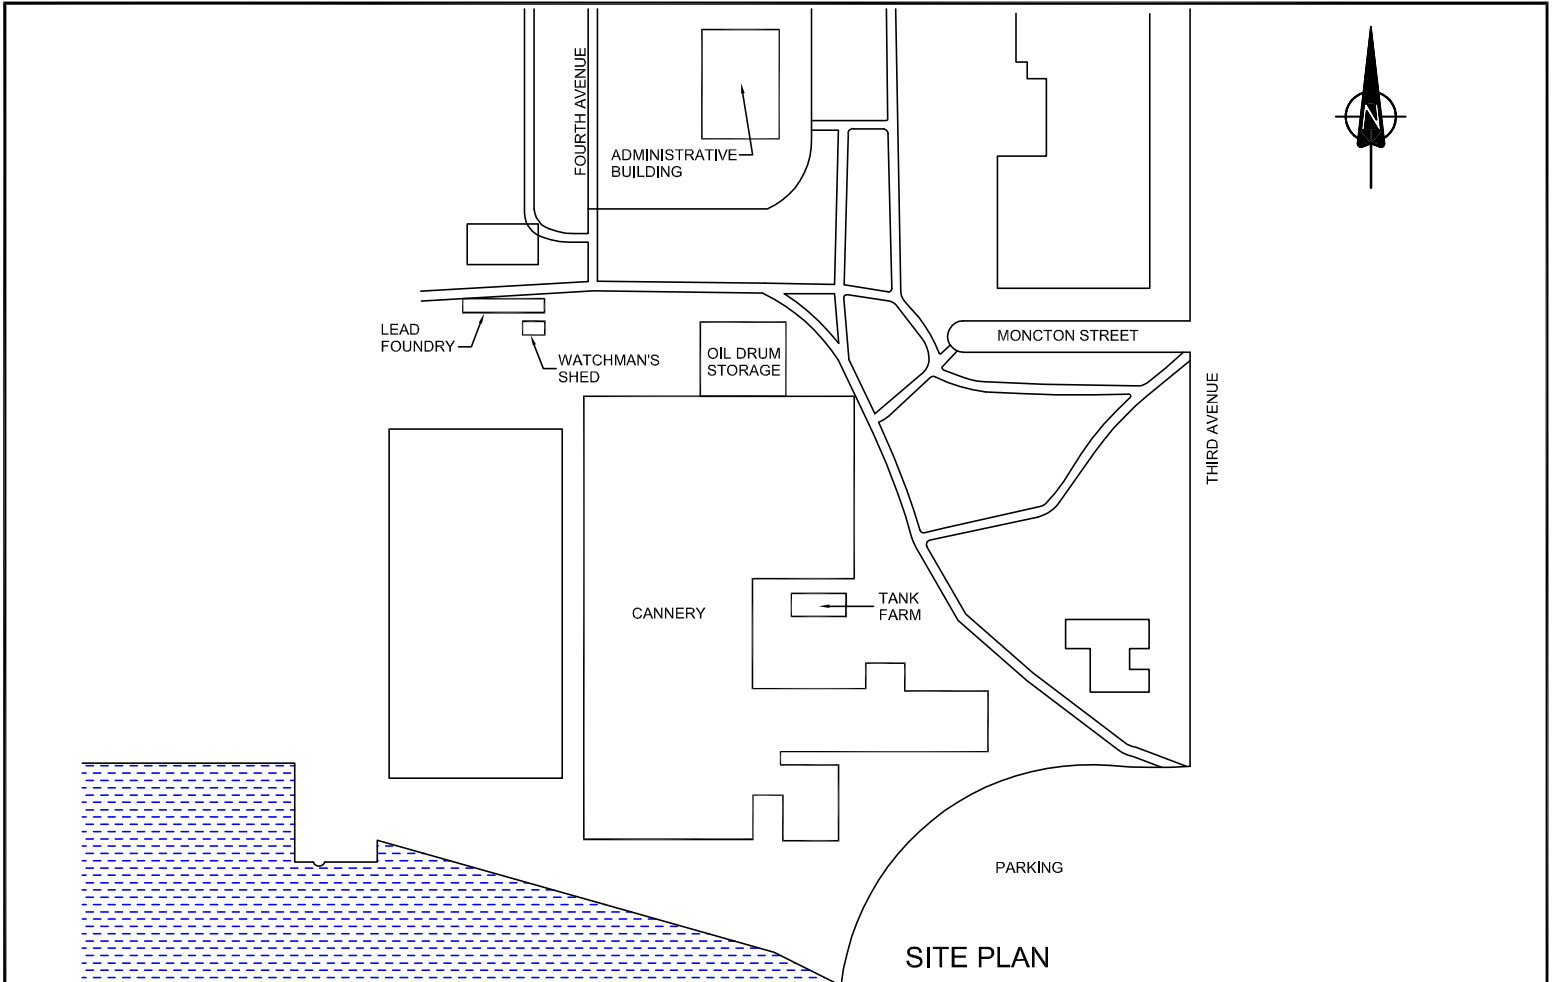 FOURTH AVENUE
ADMINISTRATIVE
BUILDING
N
LEAD
FOUNDRY
WATCHMAN'S
SHED
OIL DRUM
STORAGE
MONCTON STREET
THIRD AVENUE
CANNERY
TANK
FARM
PARKING
SITE PLAN